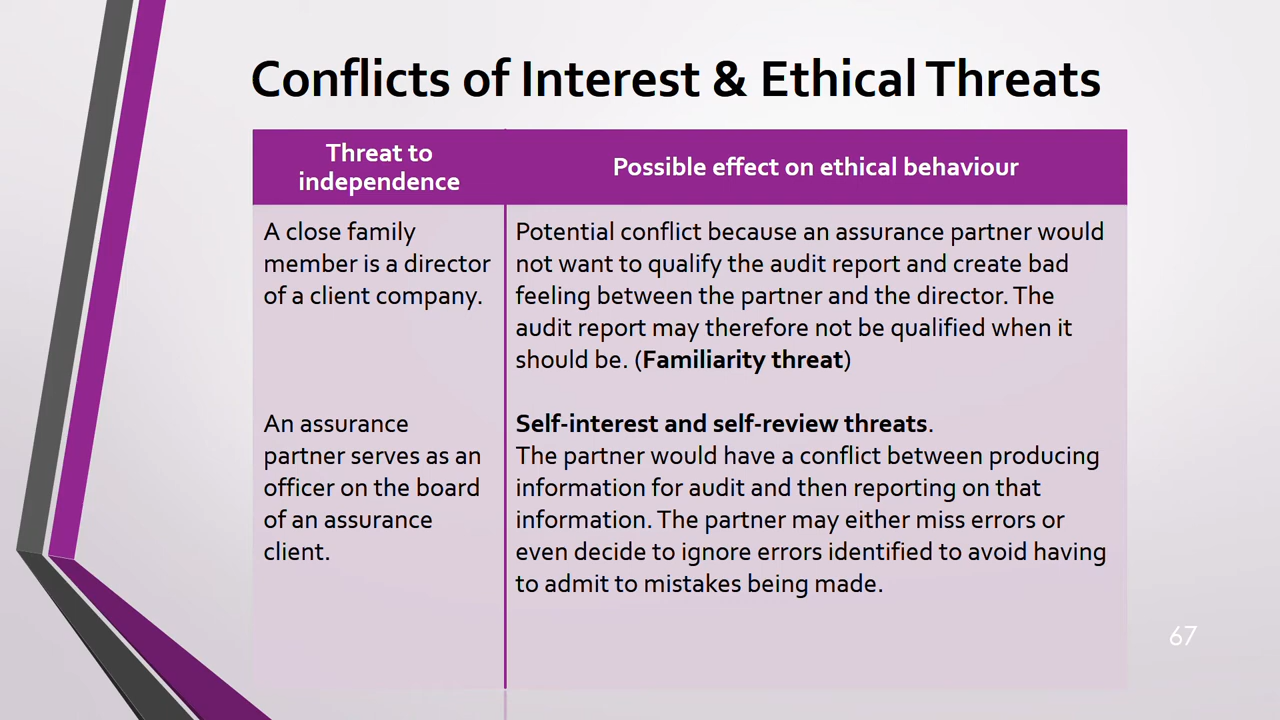 Conflicts of Interest & Ethical Threats
Threat to
independence
Possible effect on ethical behaviour
A close family
member is a director
of a client company.
Potential conflict because an assurance partner would
not want to qualify the audit report and create bad
feeling between the partner and the director. The
audit report may therefore not be qualified when it
should be. (Familiarity threat)
An assurance
partner serves as an
officer on the board
of an assurance
client.
Self-interest and self-review threats.
The partner would have a conflict between producing
information for audit and then reporting on that
information. The partner may either miss errors or
even decide to ignore errors identified to avoid having
to admit to mistakes being made.
67